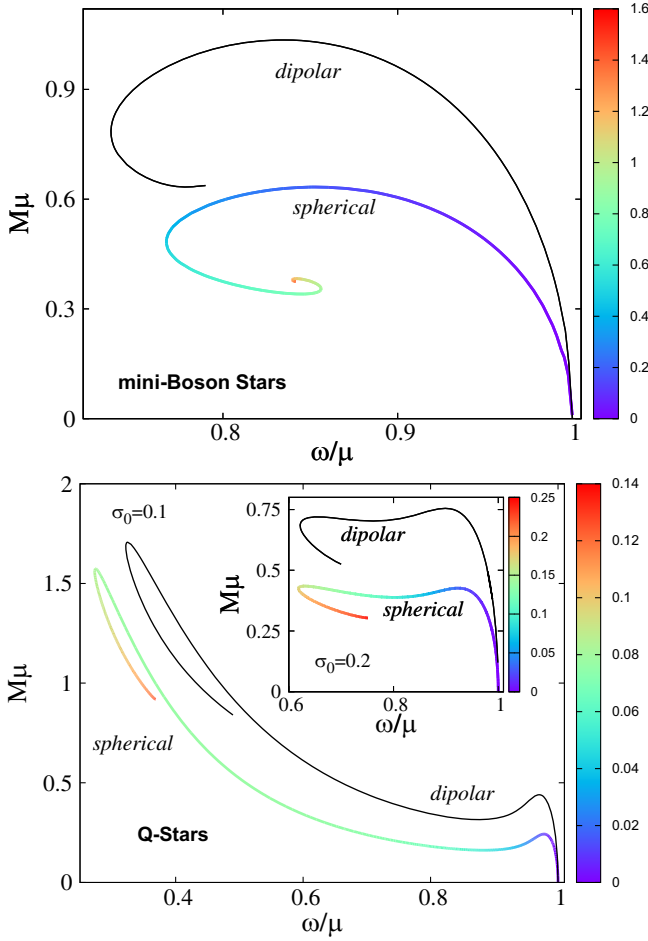 1.6
1.4
1.2
1
0.8
0.6
0.4
0.2
0
0.9
0.6
0.3
0
Mμ
dipolar
spherical
mini-Boson Stars
0.8 0.9 1
ω/μ
2
1.5
1
0.5
0
Mμ
σ₀=0.1
spherical
dipolar
Q-Stars
0.4 0.6 0.8 1
ω/μ
0.75
0.5
0.25
0
Mμ
dipolar
spherical
σ₀=0.2
0.6 0.8 1
ω/μ
0.25
0.2
0.15
0.1
0.05
0
0.14
0.12
0.1
0.08
0.06
0.04
0.02
0